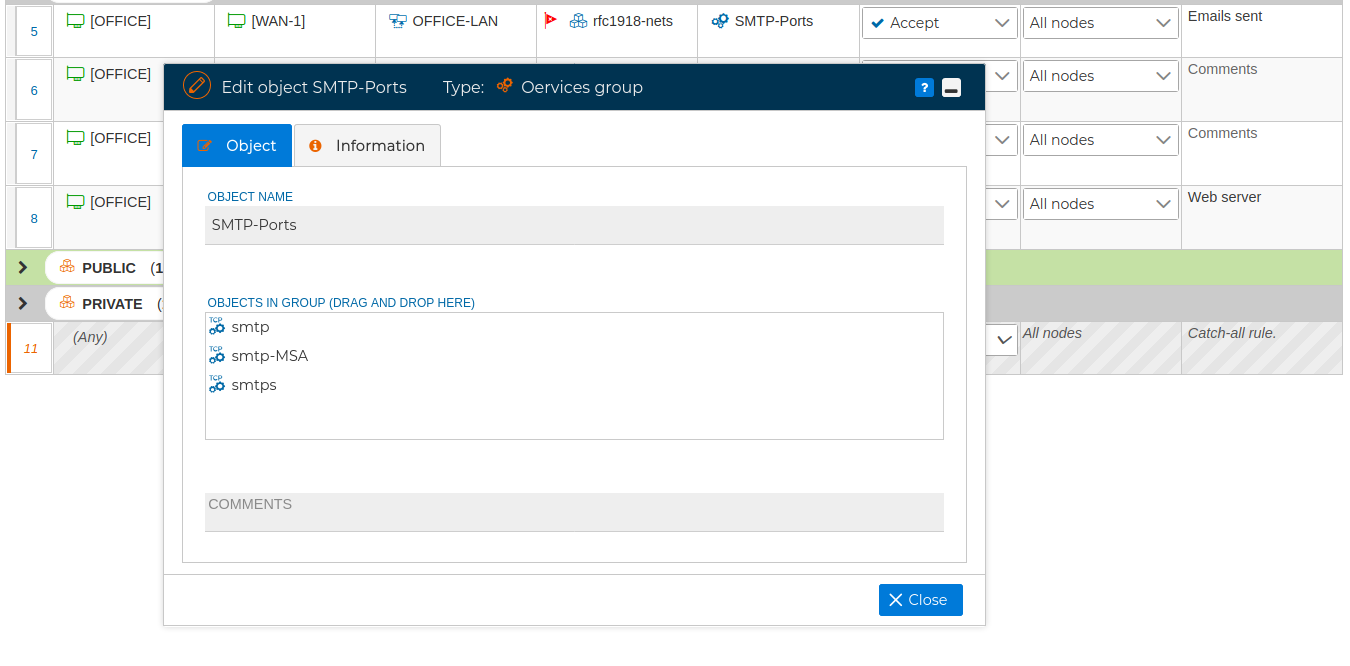 5 [OFFICE] [WAN-1] OFFICE-LAN rfc1918-nets SMTP-Ports Accept All nodes Emails sent
6 [OFFICE] All nodes Comments
Edit object SMTP-Ports Type: Oervices group ?
7 [OFFICE] All nodes Comments
Object Information
8 [OFFICE] All nodes Web server
OBJECT NAME
SMTP-Ports
PUBLIC (1
PRIVATE (
OBJECTS IN GROUP (DRAG AND DROP HERE)
11 (Any) All nodes Catch-all rule.
TCP smtp
TCP smtp-MSA
TCP smtps
COMMENTS
Close